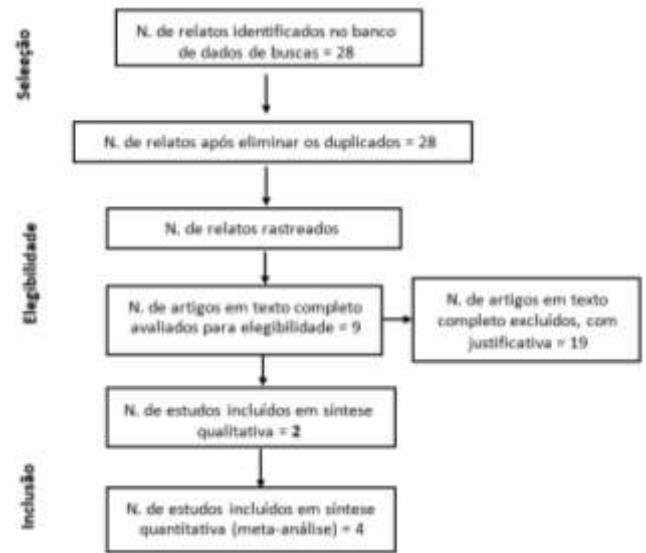 Seleeção
N. de relatos identificados no banco
de dados de buscas = 28
N. de relatos após eliminar os duplicados = 28
Elegibilidade
N. de relatos rastreados
N. de artigos em texto completo
avaliados para elegibilidade = 9
N. de artigos em texto
completo excluídos, com
justificativa = 19
N. de estudos incluídos em síntese
qualitativa = 2
Inclusão
N. de estudos incluídos em síntese
quantitativa (meta-análise) = 4